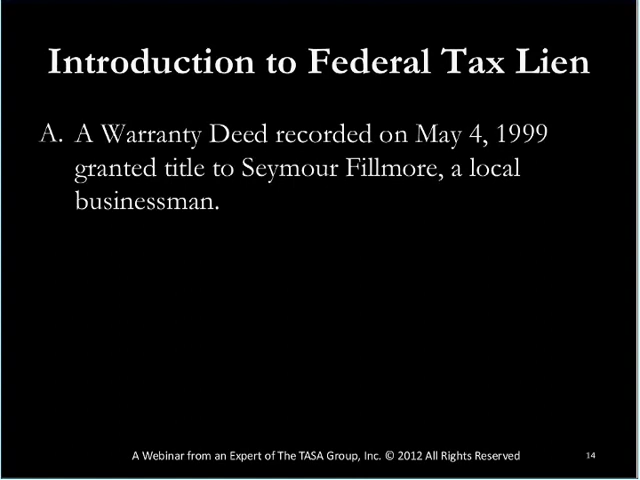 Introduction to Federal Tax Lien
A. A Warranty Deed recorded on May 4, 1999
granted title to Seymour Fillmore, a local
businessman.
A Webinar from an Expert of The TASA Group, Inc. © 2012 All Rights Reserved
14